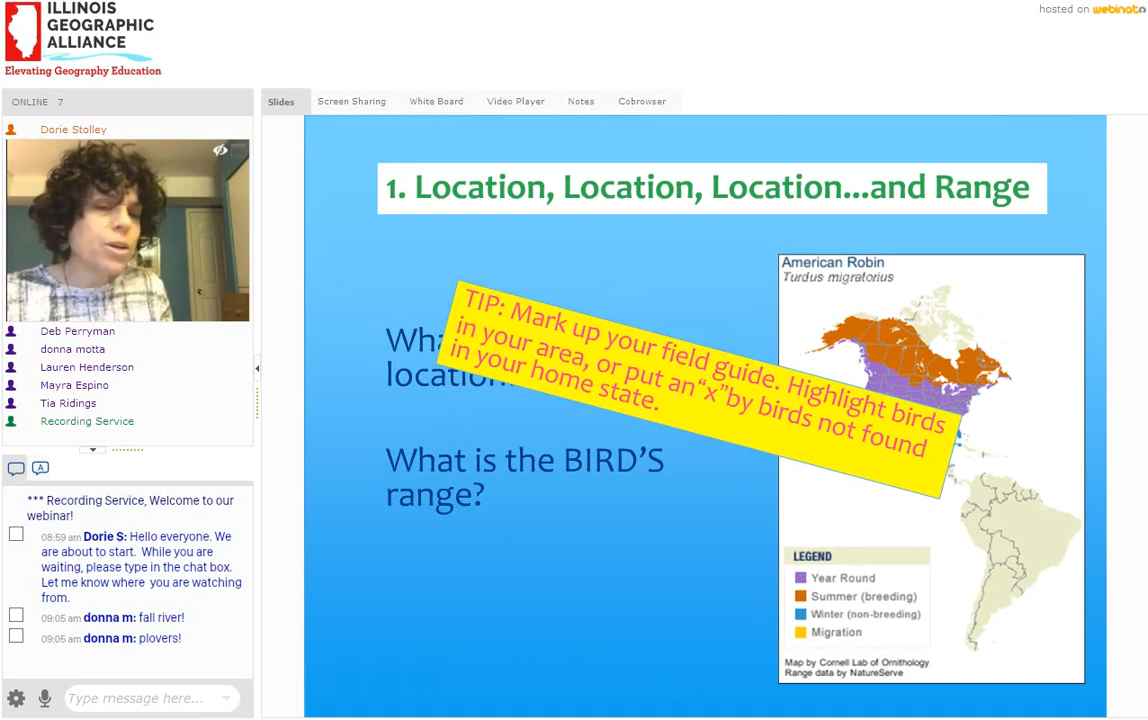 ILLINOIS
GEOGRAPHIC
ALLIANCE
Elevating Geography Education
hosted on webinato
ONLINE 7
Dorie Stolley
Deb Perryman
donna motta
Lauren Henderson
Mayra Espino
Tia Ridings
Recording Service
A
*** Recording Service, Welcome to our
webinar!
08:59 am Dorie S: Hello everyone. We
are about to start. While you are
waiting, please type in the chat box.
Let me know where you are watching
from.
09:05 am donna m: fall river!
09:05 am donna m: plovers!
Type message here...
Slides Screen Sharing White Board Video Player Notes Cobrowser
1. Location, Location, Location...and Range
TIP: Mark up your field guide. Highlight birds
in your area, or put an“x”by birds not found
in your home state.
What is the BIRD’S
range?
American Robin
Turdus migratorius
LEGEND
Year Round
Summer (breeding)
Winter (non-breeding)
Migration
Map by Cornell Lab of Ornithology
Range data by NatureServe